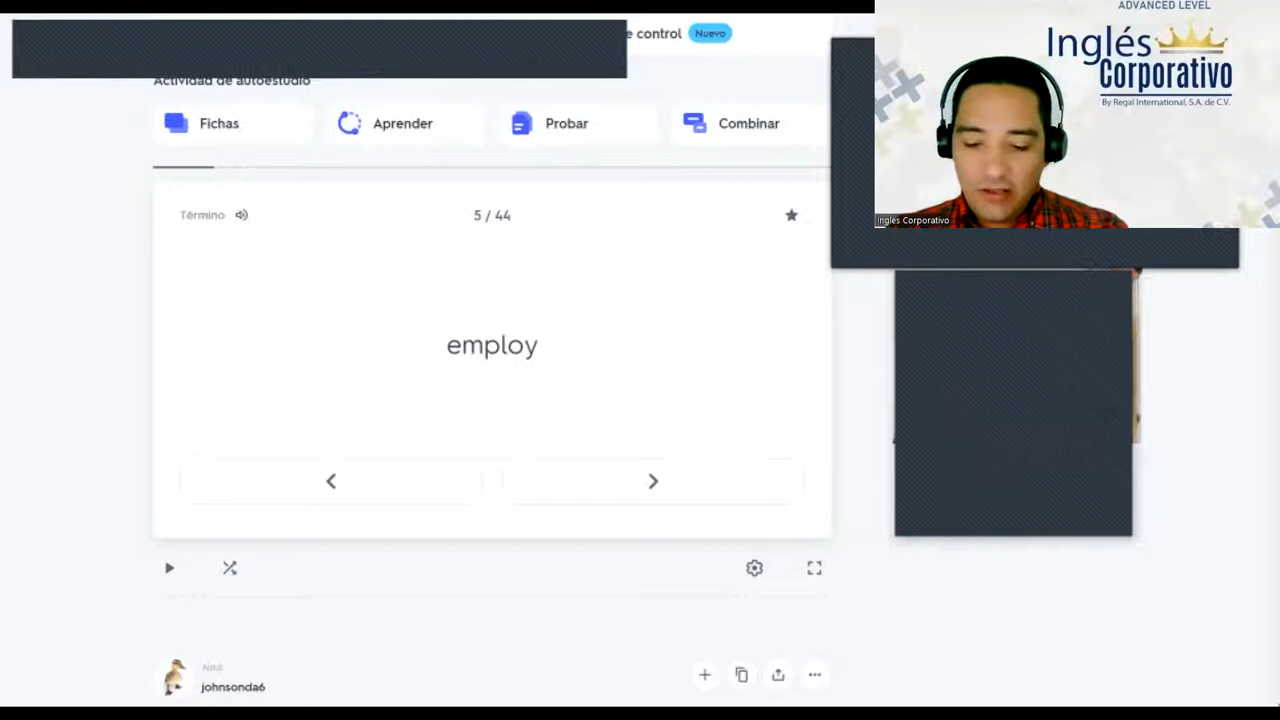 e control Nuevo
Actividad de autoestudio
Fichas
Aprender
Probar
Combinar
Término
5 / 44
employ
Autor
johnsonda6
ADVANCED LEVEL
Inglés
Corporativo
By Regal International, S.A. de C.V.
Inglés Corporativo